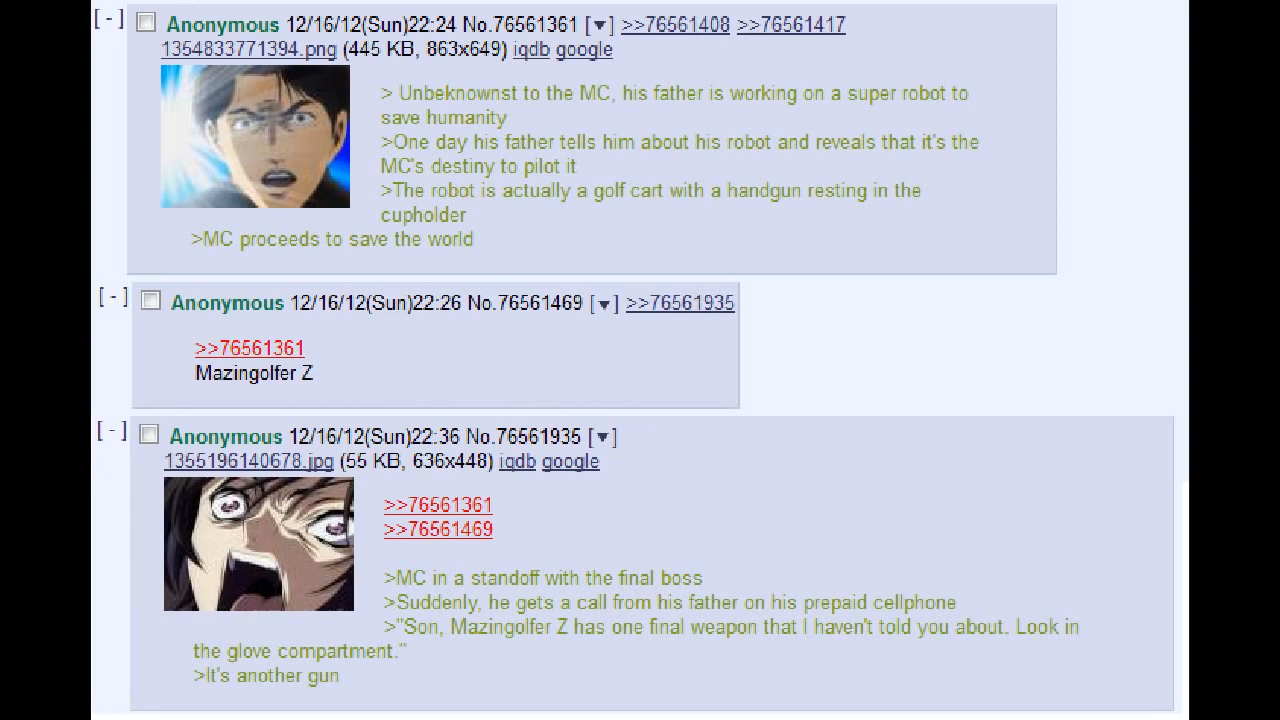 [ - ] Anonymous 12/16/12(Sun)22:24 No.76561361 [▼] >>76561408 >>76561417
1354833771394.png (445 KB, 863x649) iqdb google
> Unbeknownst to the MC, his father is working on a super robot to
save humanity
>One day his father tells him about his robot and reveals that it's the
MC's destiny to pilot it
>The robot is actually a golf cart with a handgun resting in the
cupholder
>MC proceeds to save the world
[ - ] Anonymous 12/16/12(Sun)22:26 No.76561469 [▼] >>76561935
>>76561361
Mazingolfer Z
[ - ] Anonymous 12/16/12(Sun)22:36 No.76561935 [▼]
1355196140678.jpg (55 KB, 636x448) iqdb google
>>76561361
>>76561469
>MC in a standoff with the final boss
>Suddenly, he gets a call from his father on his prepaid cellphone
>"Son, Mazingolfer Z has one final weapon that I haven't told you about. Look in
the glove compartment."
>It's another gun